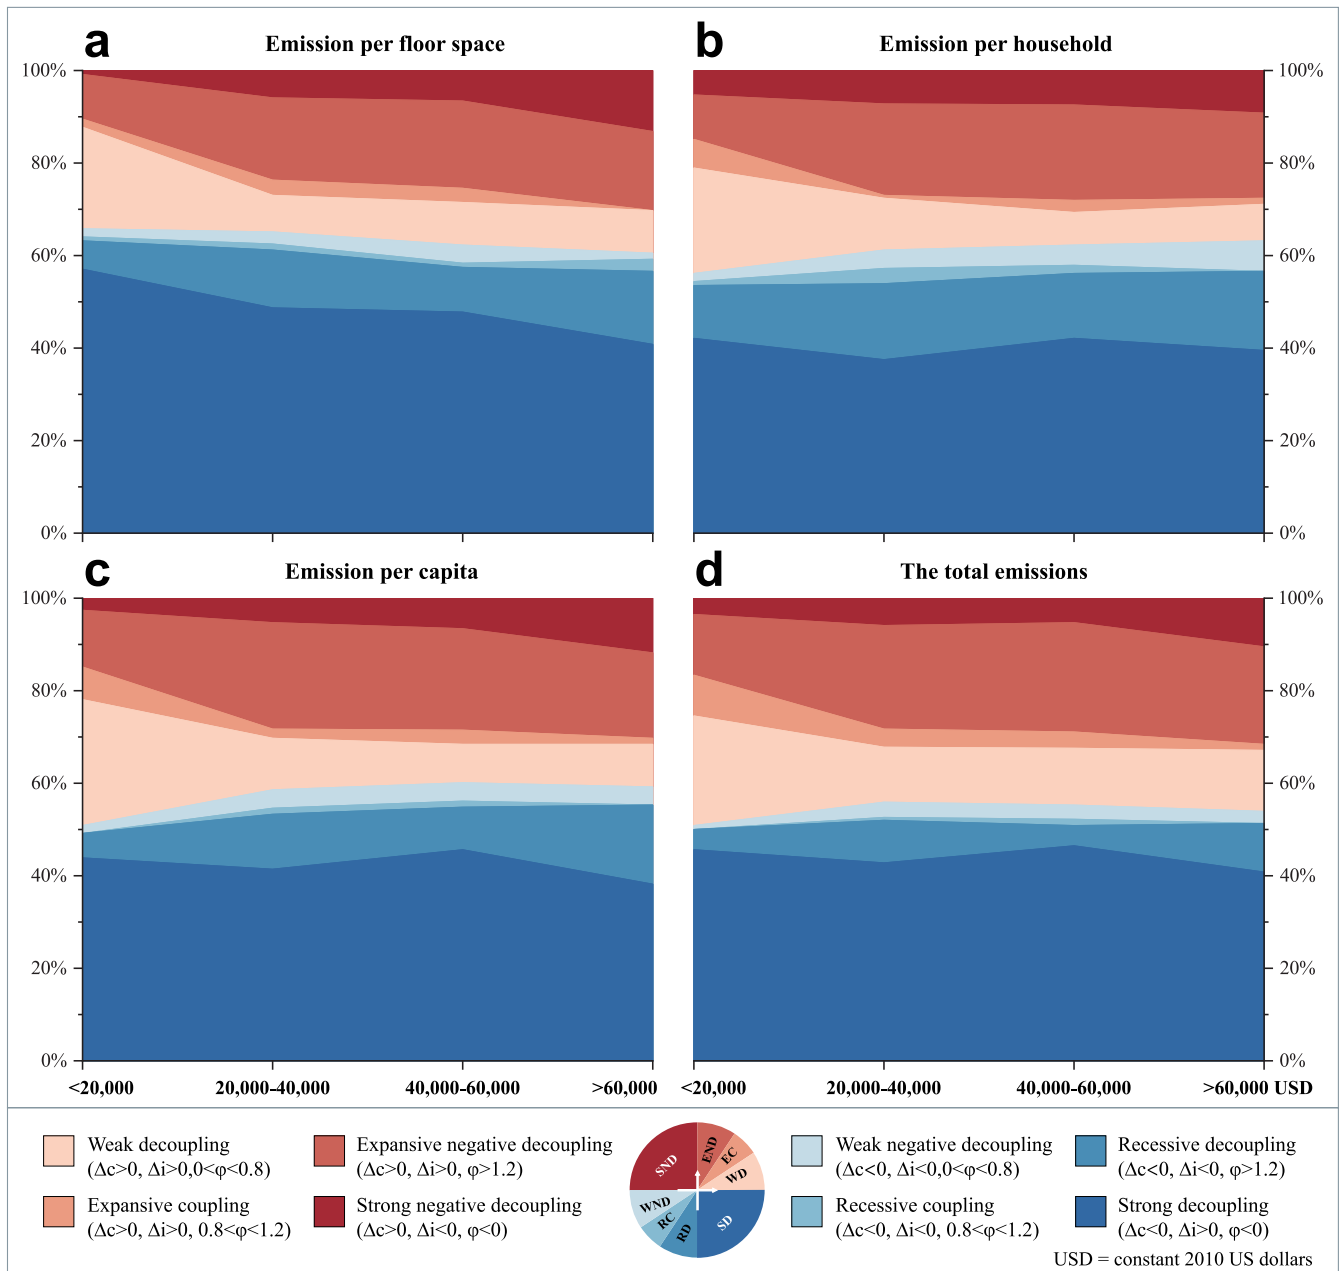 a
Emission per floor space
b
Emission per household
100%
80%
60%
40%
20%
0%
100%
80%
60%
40%
20%
0%
c
Emission per capita
d
The total emissions
100%
80%
60%
40%
20%
0%
100%
80%
60%
40%
20%
0%
<20,000 20,000-40,000 40,000-60,000 >60,000
<20,000 20,000-40,000 40,000-60,000 >60,000 USD
Weak decoupling
(Δc>0, Δi>0,0<φ<0.8)
Expansive negative decoupling
(Δc>0, Δi>0, φ>1.2)
Expansive coupling
(Δc>0, Δi>0, 0.8<φ<1.2)
Strong negative decoupling
(Δc>0, Δi<0, φ<0)
SND
END
EC
WD
WND
RC
RD
SD
Weak negative decoupling
(Δc<0, Δi<0,0<φ<0.8)
Recessive decoupling
(Δc<0, Δi<0, φ>1.2)
Recessive coupling
(Δc<0, Δi<0, 0.8<φ<1.2)
Strong decoupling
(Δc<0, Δi>0, φ<0)
USD = constant 2010 US dollars